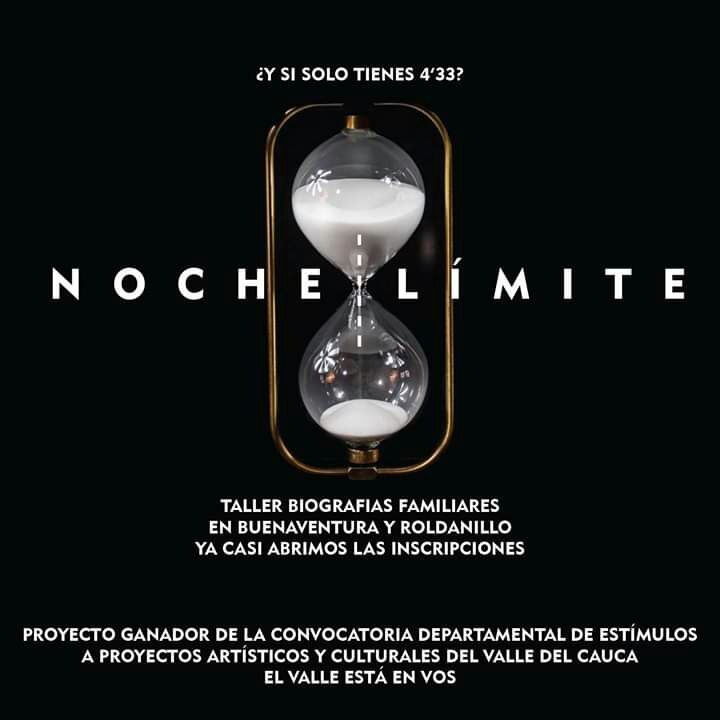 ¿Y SI SOLO TIENES 4'33?
NOCHE LÍMITE
TALLER BIOGRAFIAS FAMILIARES
EN BUENAVENTURA Y ROLDANILLO
YA CASI ABRIMOS LAS INSCRIPCIONES
PROYECTO GANADOR DE LA CONVOCATORIA DEPARTAMENTAL DE ESTÍMULOS
A PROYECTOS ARTÍSTICOS Y CULTURALES DEL VALLE DEL CAUCA
EL VALLE ESTÁ EN VOS